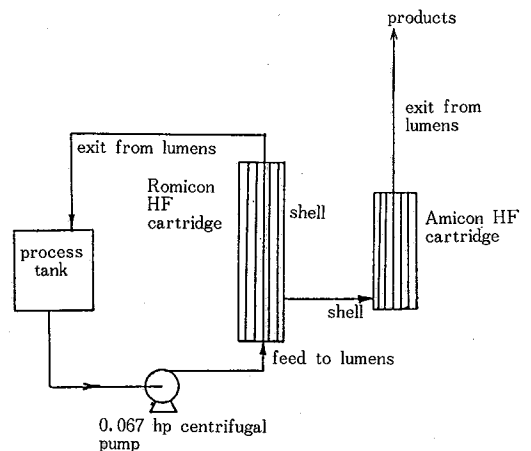 products
exit from
lumens
exit from lumens
Romicon
HF
cartridge
shell
Amicon HF
cartridge
process
tank
shell
feed to lumens
0.067 hp centrifugal
pump